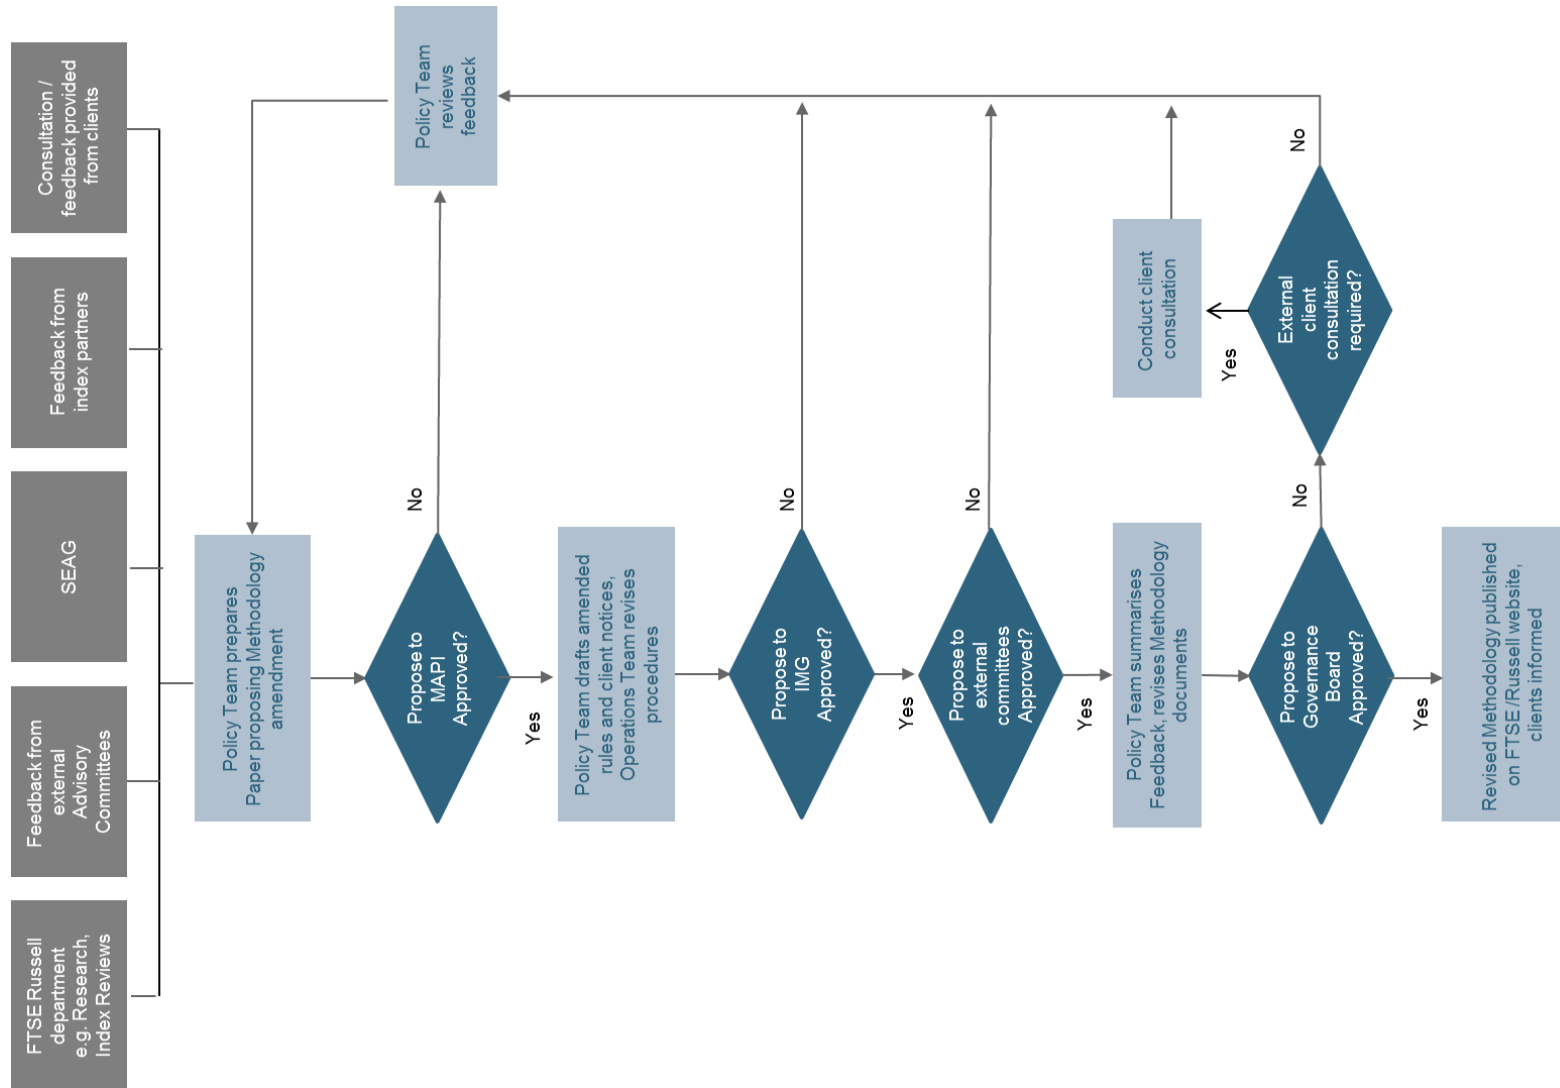 FTSE Russell
department
e.g. Research,
Index Reviews
Feedback from
external
Advisory
Committees
SEAG
Feedback from
index partners
Consultation /
feedback provided
from clients
Policy Team prepares
Paper proposing Methodology
amendment
Propose to
MAPI
Approved?
No
Policy Team
reviews
feedback
Yes
Policy Team drafts amended
rules and client notices,
Operations Team revises
procedures
Propose to
IMG
Approved?
No
Yes
Propose to
external
committees
Approved?
No
Yes
Policy Team summarises
Feedback, revises Methodology
documents
Conduct client
consultation
Yes
Propose to
Governance
Board
Approved?
No
External
client
consultation
required?
No
Yes
Revised Methodology published
on FTSE/Russell website,
clients informed